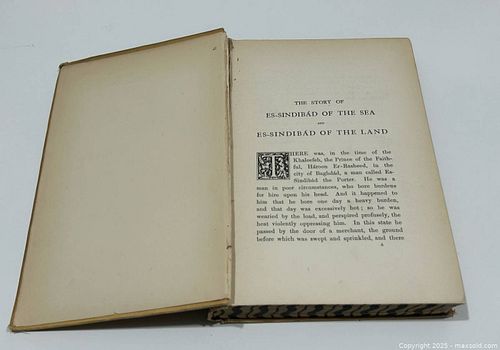 THE STORY OF
ES-SINDIBÁD OF THE SEA
AND
ES-SINDIBÁD OF THE LAND
THERE was, in the time of the
Khaleefeh, the Prince of the Faith-
ful, Hároon Er-Rasheed, in the
city of Baghdád, a man called Es-
Sindibád the Porter. He was a
man in poor circumstances, who bore burdens
for hire upon his head. And it happened to
him that he bore one day a heavy burden,
and that day was excessively hot; so he was
wearied by the load, and perspired profusely, the
heat violently oppressing him. In this state he
passed by the door of a merchant, the ground
before which was swept and sprinkled, and there
Copyright 2025 - maxsold.com